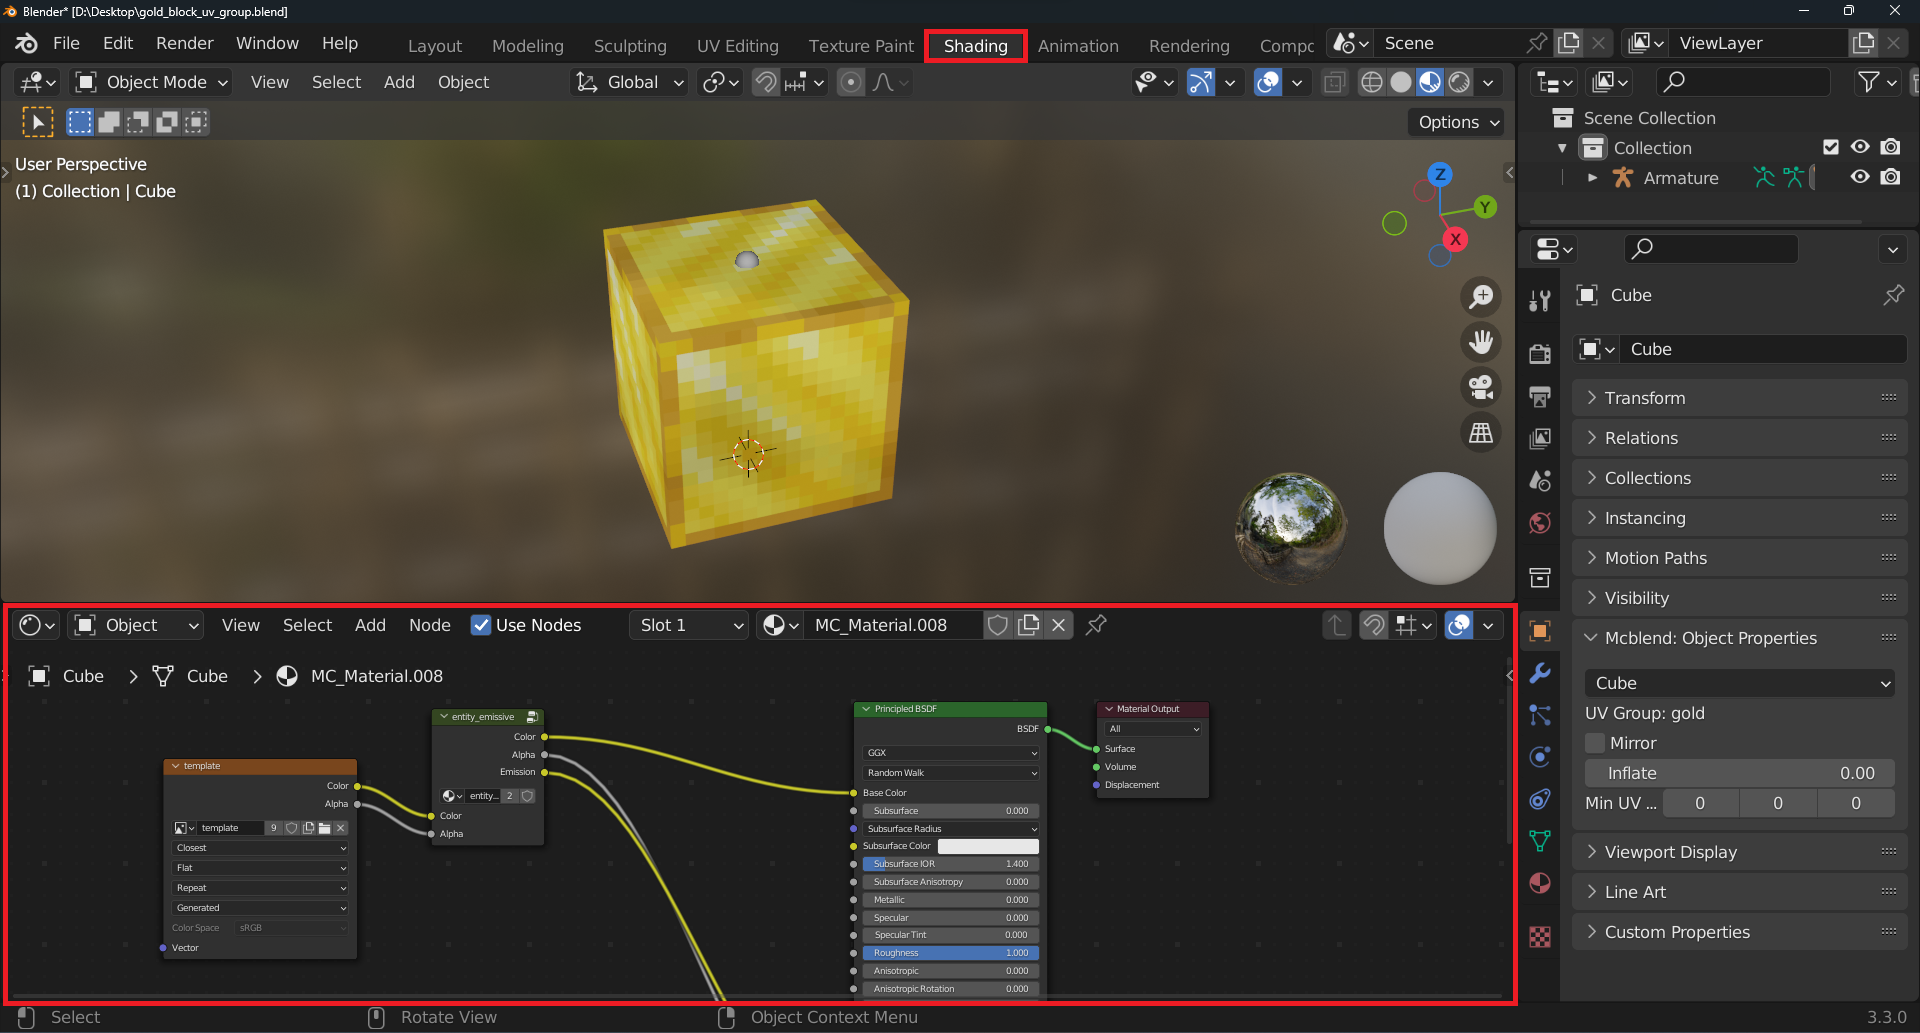 Blender* [D:\Desktop\gold_block_uv_group.blend]
File Edit Render Window Help Layout Modeling Sculpting UV Editing Texture Paint Shading Animation Rendering Compc Scene ViewLayer
Object Mode View Select Add Object Global
Options
User Perspective
(1) Collection | Cube
Z
Y
X
Scene Collection
Collection
Armature
Cube
Cube
Transform
Relations
Collections
Instancing
Motion Paths
Visibility
Mcblend: Object Properties
Cube
UV Group: gold
Mirror
Inflate 0.00
Min UV ... 0 0 0
Viewport Display
Line Art
Custom Properties
Object View Select Add Node Use Nodes Slot 1 MC_Material.008
Cube Cube MC_Material.008
template
Color
Alpha
template 9
Closest
Flat
Repeat
Generated
Color Space sRGB
Vector
entity_emissive
Color
Alpha
Emission
entity... 2
Color
Alpha
Principled BSDF
BSDF
GGX
Random Walk
Base Color
Subsurface 0.000
Subsurface Radius
Subsurface Color
Subsurface IOR 1.400
Subsurface Anisotropy 0.000
Metallic 0.000
Specular 0.000
Specular Tint 0.000
Roughness 1.000
Anisotropic 0.000
Anisotropic Rotation 0.000
Material Output
All
Surface
Volume
Displacement
Select Rotate View Object Context Menu 3.3.0